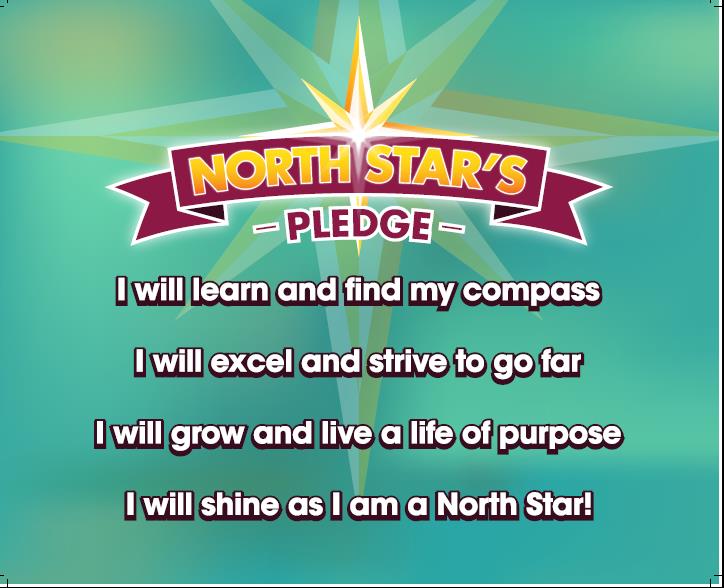 NORTH STAR'S
- PLEDGE -
I will learn and find my compass
I will excel and strive to go far
I will grow and live a life of purpose
I will shine as I am a North Star!